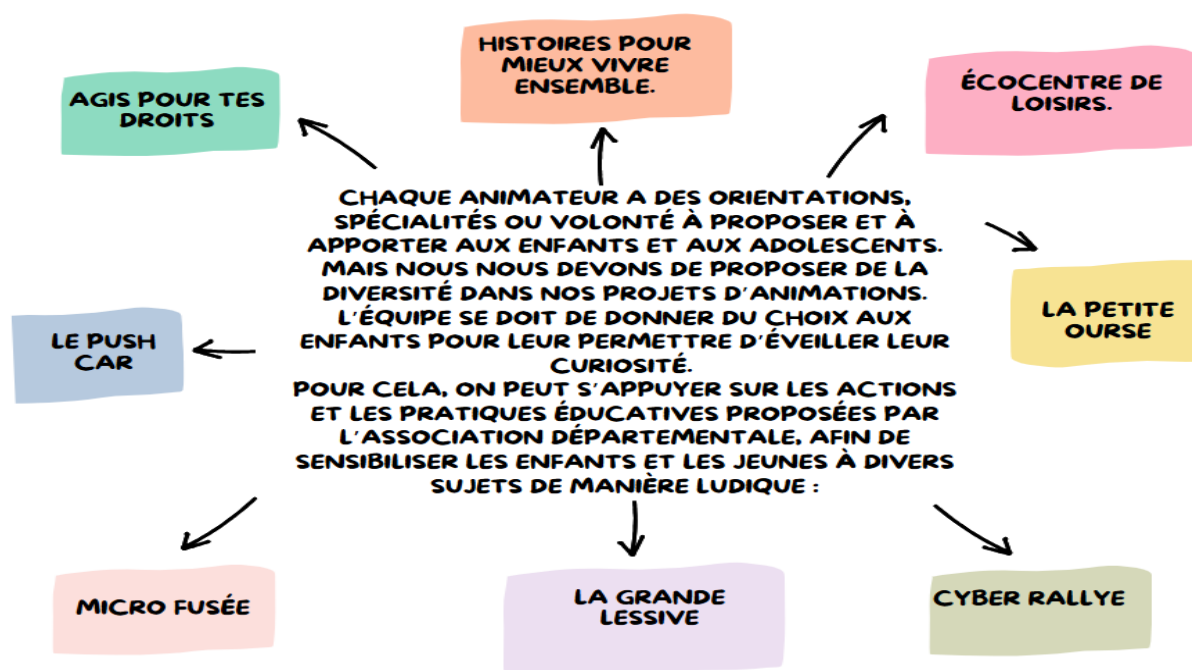 HISTOIRES POUR
MIEUX VIVRE
ENSEMBLE.
AGIS POUR TES
DROITS
ÉCOCENTRE DE
LOISIRS.
CHAQUE ANIMATEUR A DES ORIENTATIONS,
SPÉCIALITÉS OU VOLONTÉ À PROPOSER ET À
APPORTER AUX ENFANTS ET AUX ADOLESCENTS.
MAIS NOUS NOUS DEVONS DE PROPOSER DE LA
DIVERSITÉ DANS NOS PROJETS D'ANIMATIONS.
L'ÉQUIPE SE DOIT DE DONNER DU CHOIX AUX
ENFANTS POUR LEUR PERMETTRE D'ÉVEILLER LEUR
CURIOSITÉ.
POUR CELA, ON PEUT S'APPUYER SUR LES ACTIONS
ET LES PRATIQUES ÉDUCATIVES PROPOSÉES PAR
L'ASSOCIATION DÉPARTEMENTALE, AFIN DE
SENSIBILISER LES ENFANTS ET LES JEUNES À DIVERS
SUJETS DE MANIÈRE LUDIQUE :
LA PETITE
OURSE
LE PUSH
CAR
MICRO FUSÉE
LA GRANDE
LESSIVE
CYBER RALLYE